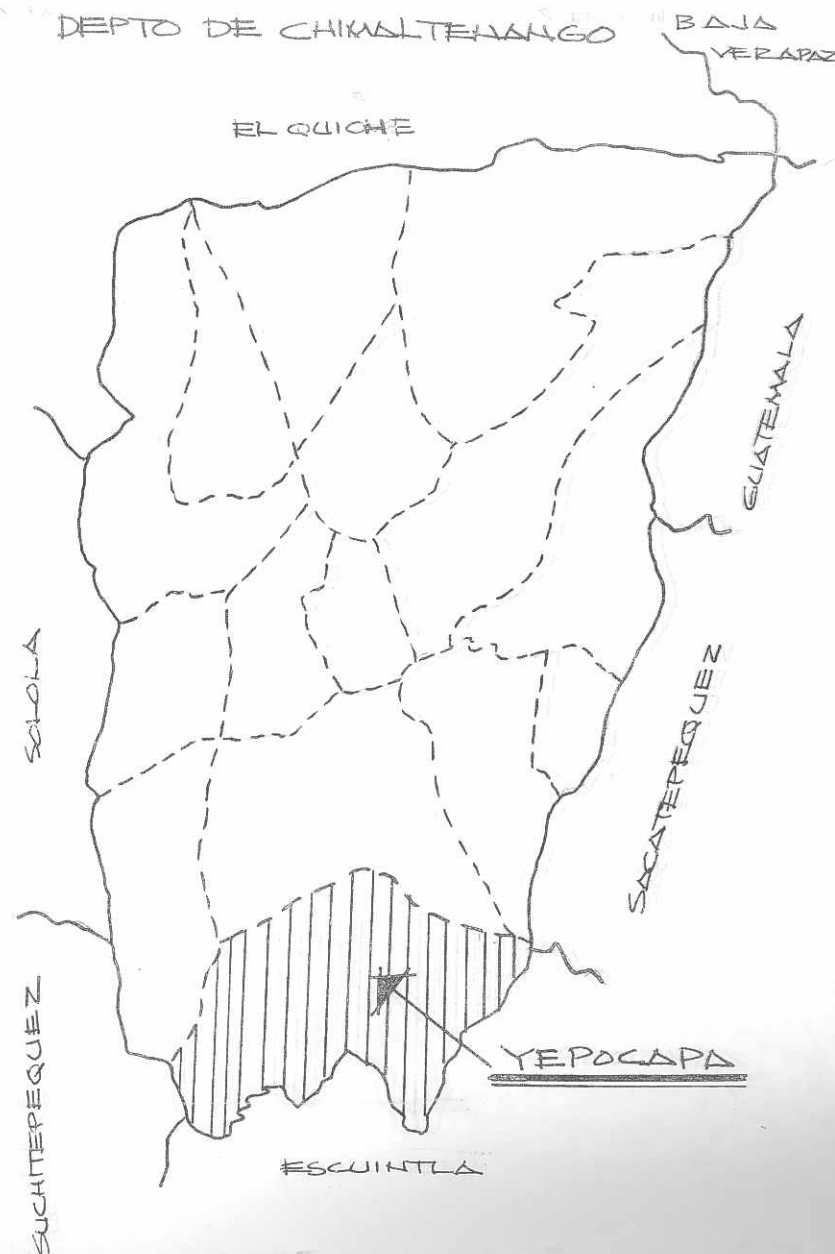 DEPTO DE CHIMALTENANGO
BAJA
VERAPAZ
EL QUICHE
GUATEMALA
SOLOLA
SACATEPEQUEZ
SUCHITEPEQUEZ
YEPOCAPA
ESCUINTLA